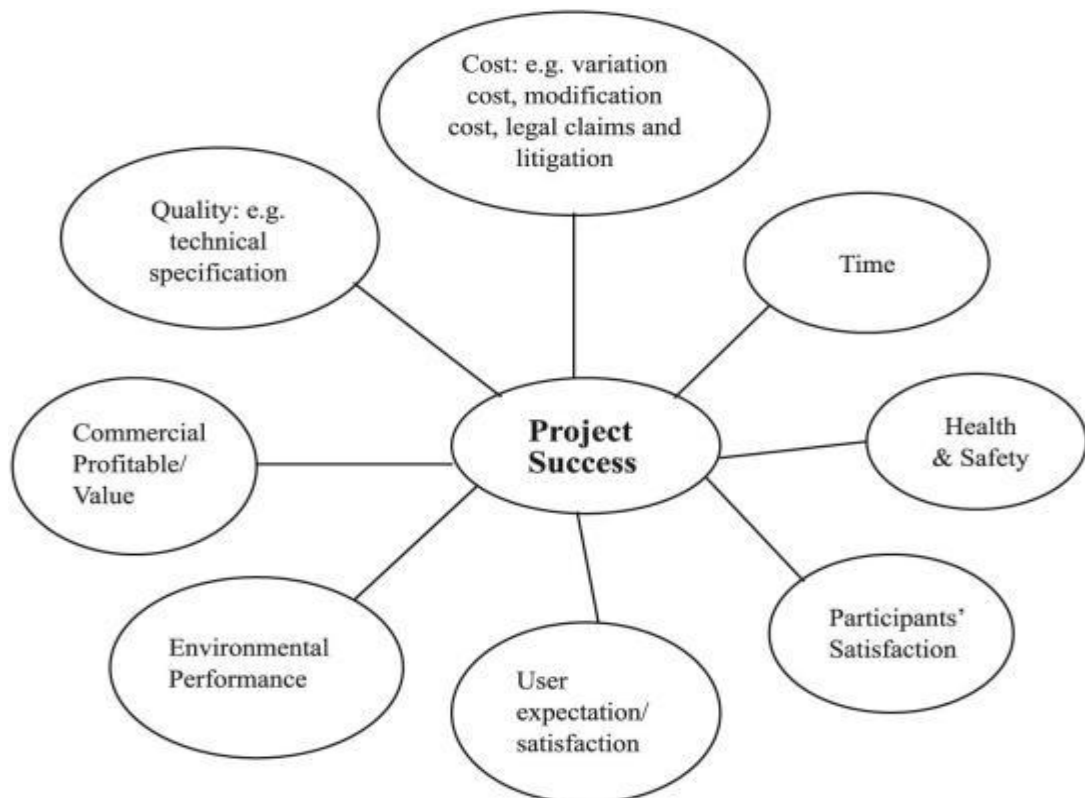 Cost: e.g. variation
cost, modification
cost, legal claims and
litigation
Quality: e.g.
technical
specification
Time
Project
Success
Health
& Safety
Commercial
Profitable/
Value
Participants’
Satisfaction
Environmental
Performance
User
expectation/
satisfaction